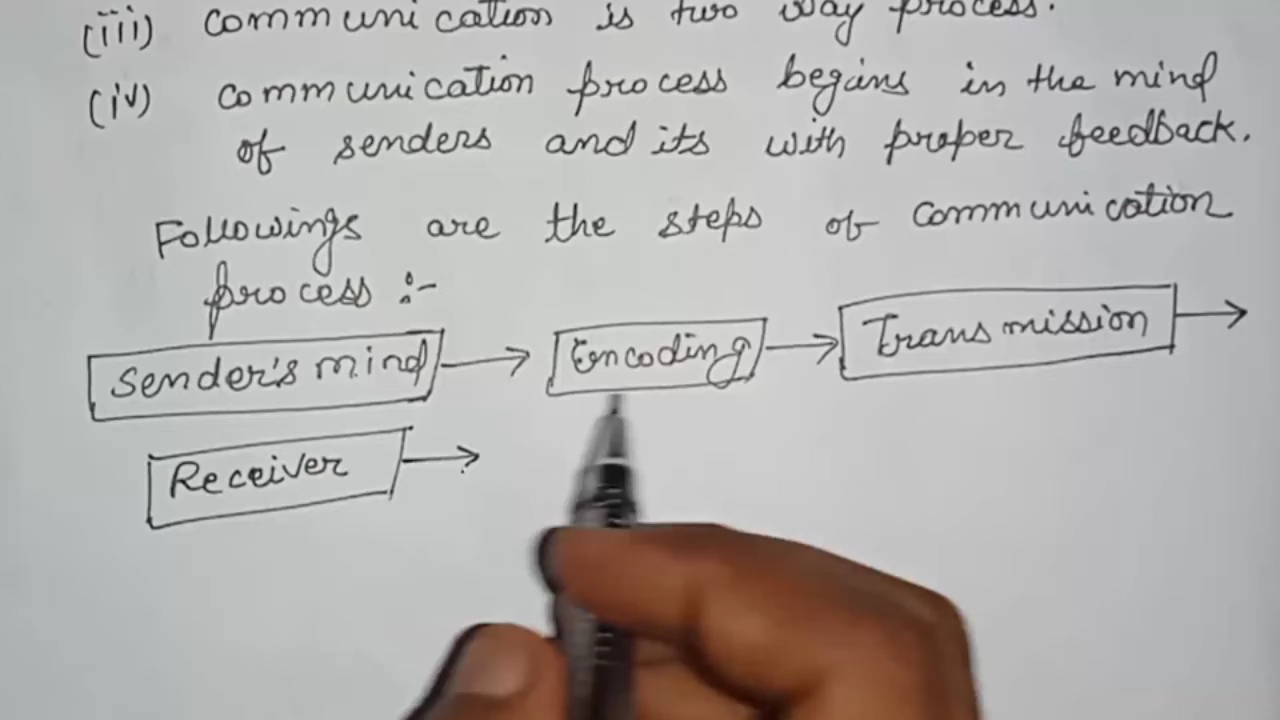 (iii) communication is two way process.
(iv) communication process begins in the mind
of senders and its with proper feedback.
Followings are the steps of communication
process :-
Sender's mind → Encoding → Transmission →
Receiver →